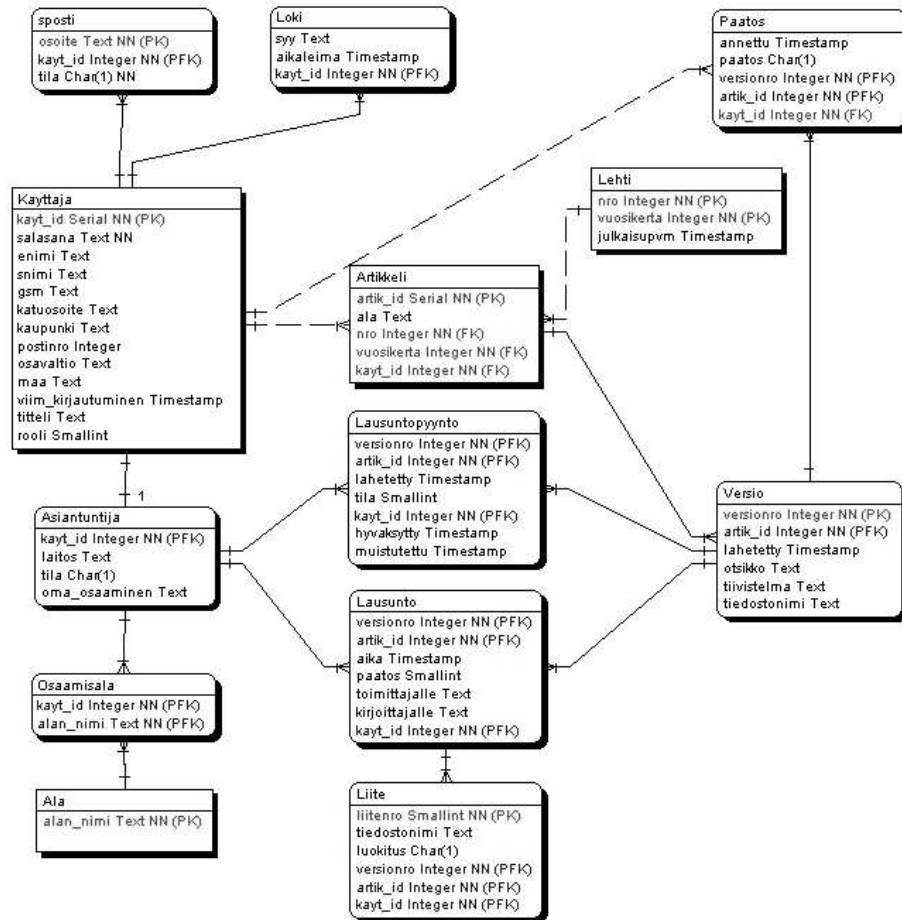 sposti
osoite Text NN (PK)
kayt_id Integer NN (PFK)
tila Char(1) NN
Loki
syy Text
aikaleima Timestamp
kayt_id Integer NN (PFK)
Paatos
annettu Timestamp
paatos Char(1)
versionro Integer NN (PFK)
artik_id Integer NN (PFK)
kayt_id Integer NN (FK)
Kayttaja
kayt_id Serial NN (PK)
salasana Text NN
enimi Text
snimi Text
gsm Text
katuosoite Text
kaupunki Text
postinro Integer
osavaltio Text
maa Text
viim_kirjautuminen Timestamp
titteli Text
rooli Smallint
Lehti
nro Integer NN (PK)
vuosikerta Integer NN (PK)
julkaisupvm Timestamp
Artikkeli
artik_id Serial NN (PK)
ala Text
nro Integer NN (FK)
vuosikerta Integer NN (FK)
kayt_id Integer NN (FK)
Lausuntopyynto
versionro Integer NN (PFK)
artik_id Integer NN (PFK)
lahetetty Timestamp
tila Smallint
kayt_id Integer NN (PFK)
hyvaksytty Timestamp
muistutettu Timestamp
1
Asiantuntija
kayt_id Integer NN (PFK)
laitos Text
tila Char(1)
oma_osaaminen Text
Versio
versionro Integer NN (PK)
artik_id Integer NN (PFK)
lahetetty Timestamp
otsikko Text
tiivistelma Text
tiedostonimi Text
Lausunto
versionro Integer NN (PFK)
artik_id Integer NN (PFK)
aika Timestamp
paatos Smallint
toimittajalle Text
kirjoittajalle Text
kayt_id Integer NN (PFK)
Osaamisala
kayt_id Integer NN (PFK)
alan_nimi Text NN (PFK)
Ala
alan_nimi Text NN (PK)
Liite
liitenro Smallint NN (PK)
tiedostonimi Text
luokitus Char(1)
versionro Integer NN (PFK)
artik_id Integer NN (PFK)
kayt_id Integer NN (PFK)